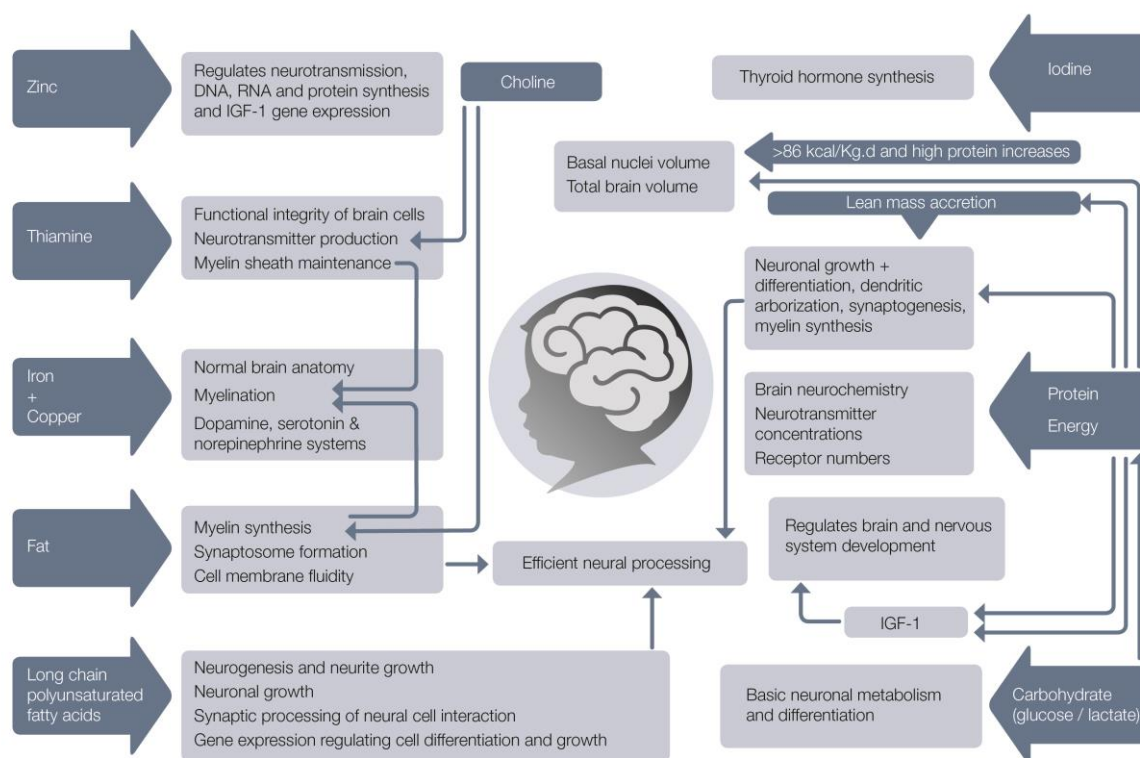 Zinc
Regulates neurotransmission,
DNA, RNA and protein synthesis
and IGF-1 gene expression
Choline
Thyroid hormone synthesis
Iodine
Basal nuclei volume
Total brain volume
>86 kcal/Kg.d and high protein increases
Lean mass accretion
Thiamine
Functional integrity of brain cells
Neurotransmitter production
Myelin sheath maintenance
Neuronal growth +
differentiation, dendritic
arborization, synaptogenesis,
myelin synthesis
Iron
+
Copper
Normal brain anatomy
Myelination
Dopamine, serotonin &
norepinephrine systems
Brain neurochemistry
Neurotransmitter
concentrations
Receptor numbers
Protein
Energy
Fat
Myelin synthesis
Synaptosome formation
Cell membrane fluidity
Efficient neural processing
Regulates brain and nervous
system development
IGF-1
Long chain
polyunsaturated
fatty acids
Neurogenesis and neurite growth
Neuronal growth
Synaptic processing of neural cell interaction
Gene expression regulating cell differentiation and growth
Basic neuronal metabolism
and differentiation
Carbohydrate
(glucose / lactate)